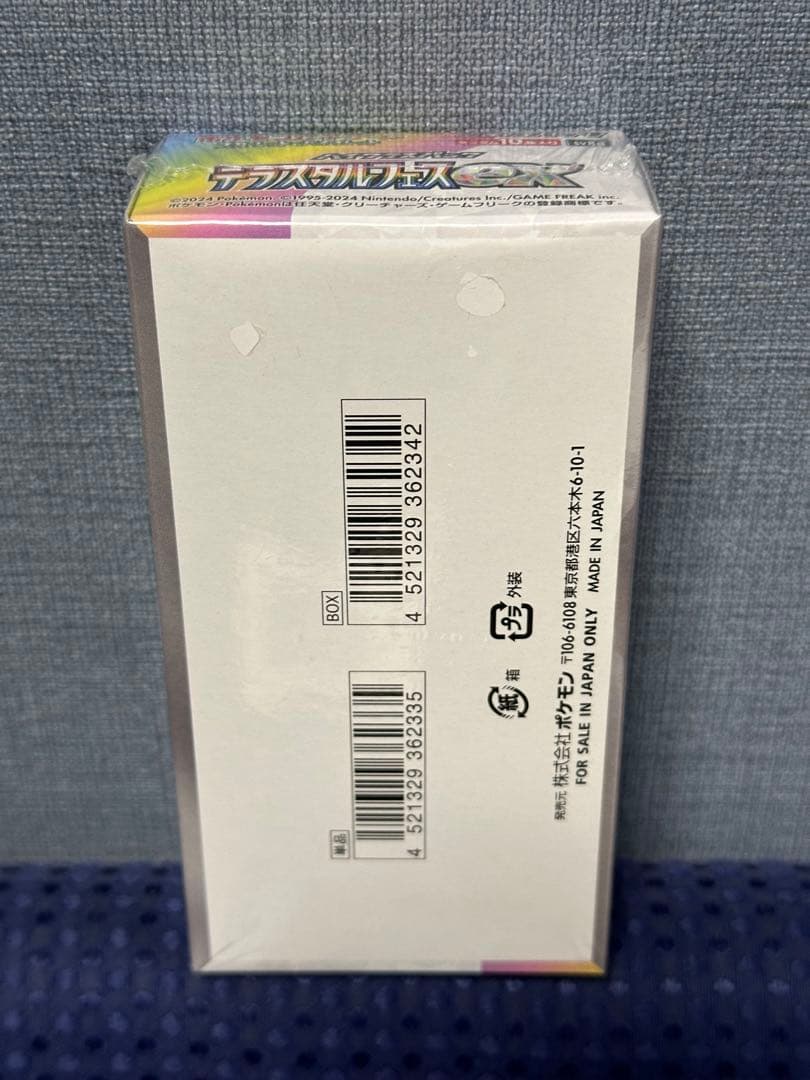 テラスタルフェスex
©2024 Pokémon ©1995-2024 Nintendo/Creatures Inc./GAME FREAK inc.
ポケモン・Pokémonは任天堂・クリーチャーズ・ゲームフリークの登録商標です。
BOX
4 521329 362342
単品
4 521329 362335
プラ 外装
紙 箱
発売元 株式会社 ポケモン 〒106-6108 東京都港区六本木6-10-1
FOR SALE IN JAPAN ONLY MADE IN JAPAN